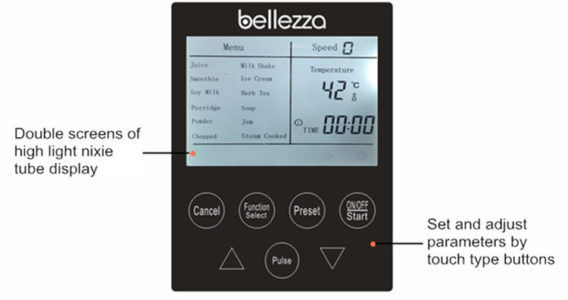 bellezza
Menu
Speed 0
Juice Milk Shake
Smoothie Ice Cream
Soy Milk Herb Tea
Porridge Soup
Powder Jam
Chopped Steam Cooked
Temperature
42 °C
TIME 00:00
Double screens of
high light nixie
tube display
Cancel
Function
Select
Preset
ON/OFF
Start
Pulse
Set and adjust
parameters by
touch type buttons